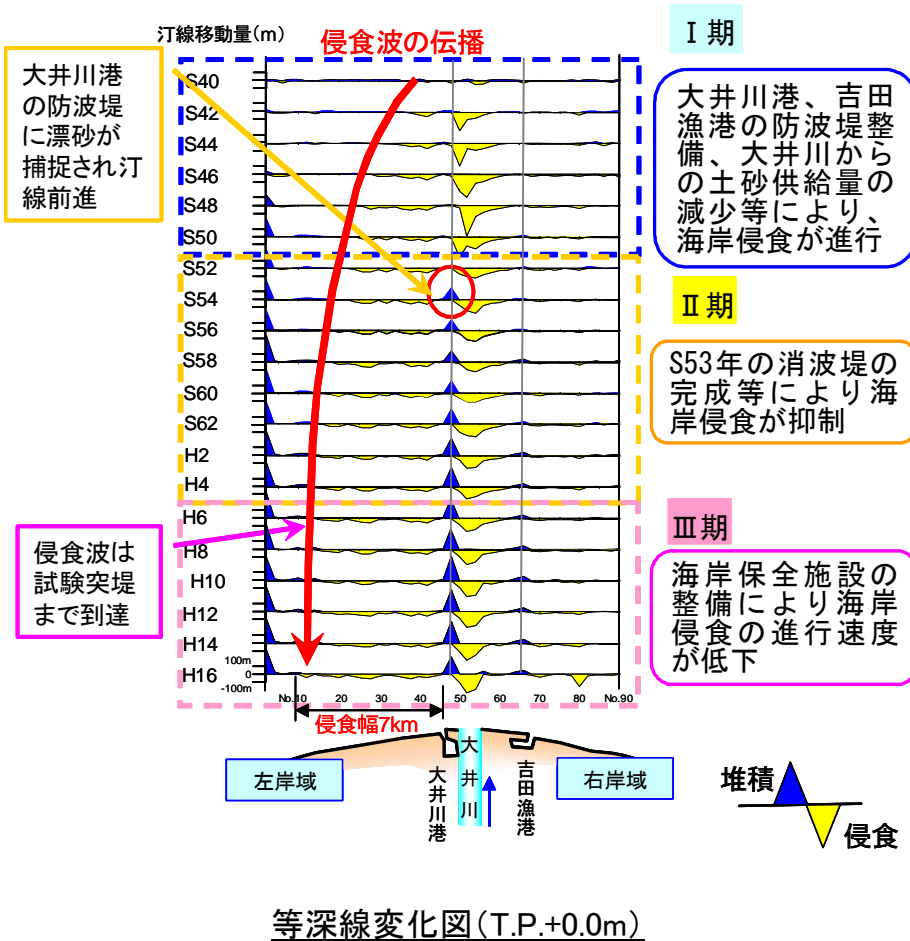 汀線移動量(m)
侵食波の伝播
大井川港
の防波堤
に漂砂が
捕捉され汀
線前進
S40
S42
S44
S46
S48
S50
S52
S54
S56
S58
S60
S62
H2
H4
H6
H8
H10
H12
H14
H16
100m
0
-100m
No.10 20 30 40 50 60 70 80 No.90
侵食幅7km
侵食波は
試験突堤
まで到達
Ⅰ期
大井川港、吉田
漁港の防波堤整
備、大井川から
の土砂供給量の
減少等により、
海岸侵食が進行
Ⅱ期
S53年の消波堤の
完成等により海
岸侵食が抑制
Ⅲ期
海岸保全施設の
整備により海岸
侵食の進行速度
が低下
左岸域
大井川港
大井川
吉田漁港
右岸域
堆積
侵食
等深線変化図(T.P.+0.0m)